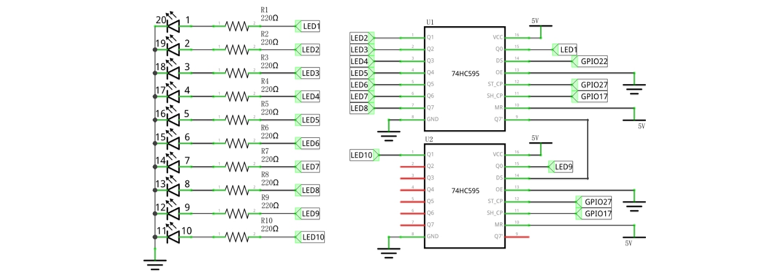 20 1 R1 220Ω LED1
19 2 R2 220Ω LED2
18 3 R3 220Ω LED3
17 4 R4 220Ω LED4
16 5 R5 220Ω LED5
15 6 R6 220Ω LED6
14 7 R7 220Ω LED7
13 8 R8 220Ω LED8
12 9 R9 220Ω LED9
11 10 R10 220Ω LED10
U1
5V
LED2 Q1 VCC
LED3 Q2 Q0 LED1
LED4 Q3 DS GPIO22
LED5 Q4 74HC595 OE
LED6 Q5 ST_CP GPIO27
LED7 Q6 SH_CP GPIO17
LED8 Q7 MR
GND Q7' 5V
U2
5V
LED10 Q1 VCC
Q2 Q0 LED9
Q3 DS
Q4 74HC595 OE
Q5 ST_CP GPIO27
Q6 SH_CP GPIO17
Q7 MR
GND Q7' 5V